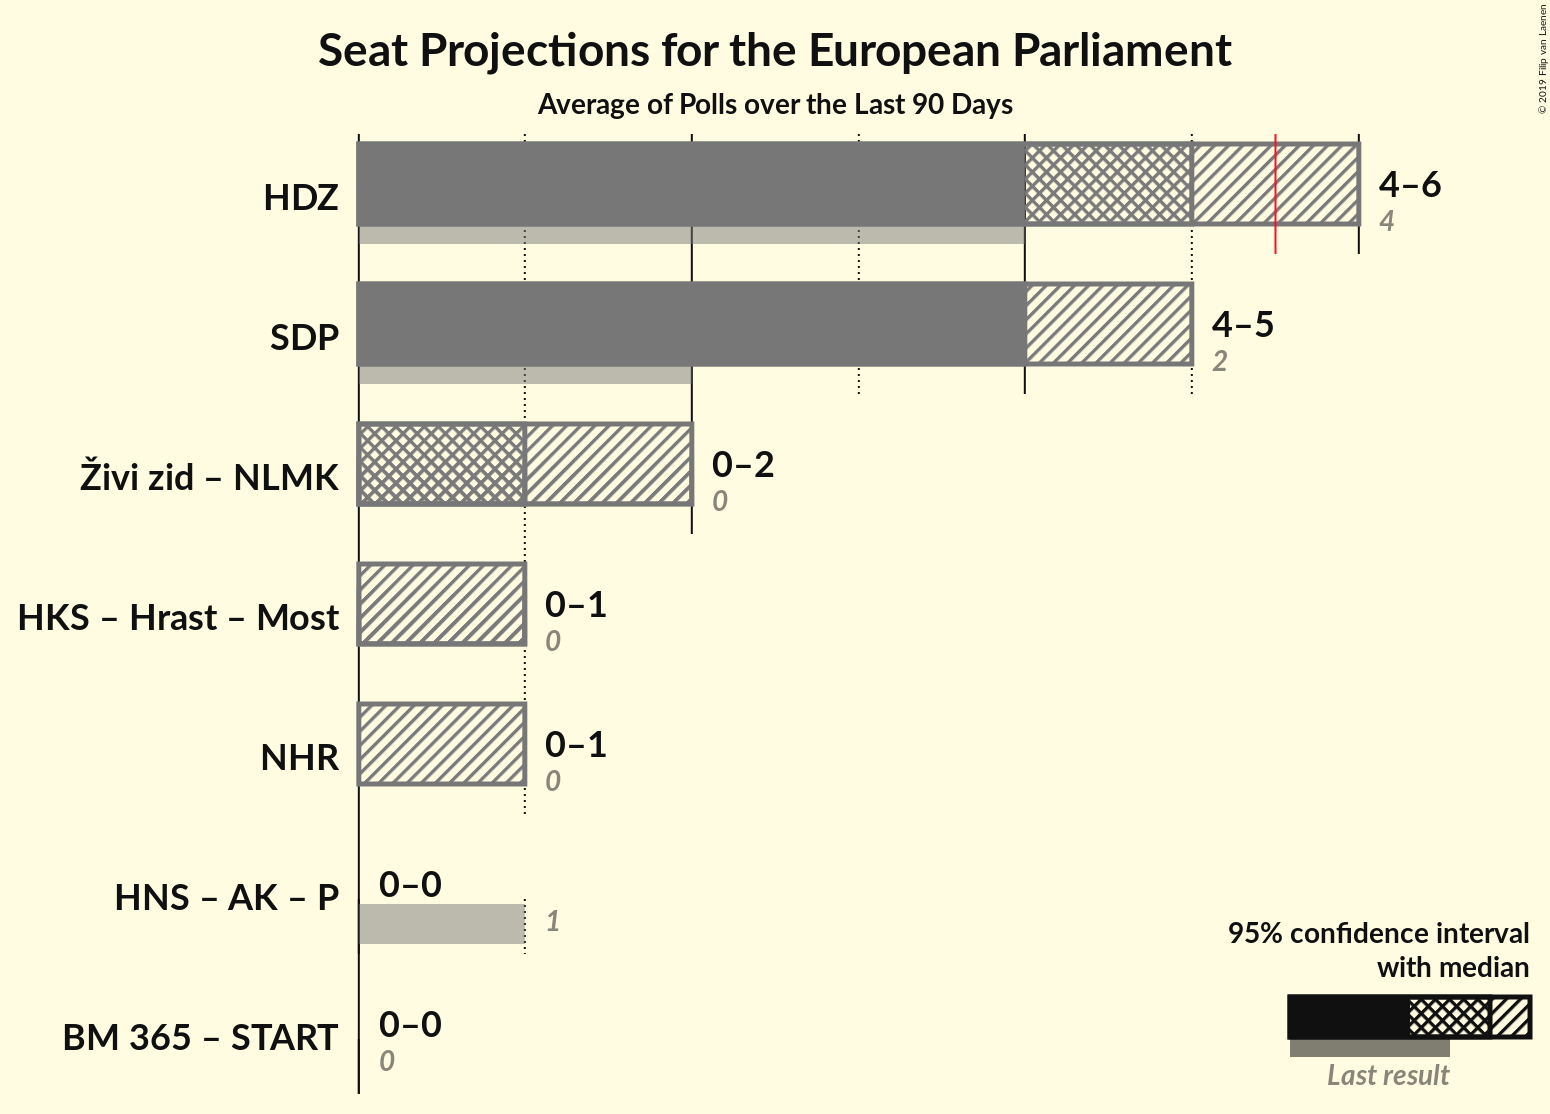 Seat Projections for the European Parliament
Average of Polls over the Last 90 Days
© 2019 Filip van Laenen
HDZ
4–6
4
SDP
4–5
2
Živi zid – NLMK
0–2
0
HKS – Hrast – Most
0–1
0
NHR
0–1
0
HNS – AK – P
0–0
1
BM 365 – START
0–0
0
95% confidence interval
with median
Last result